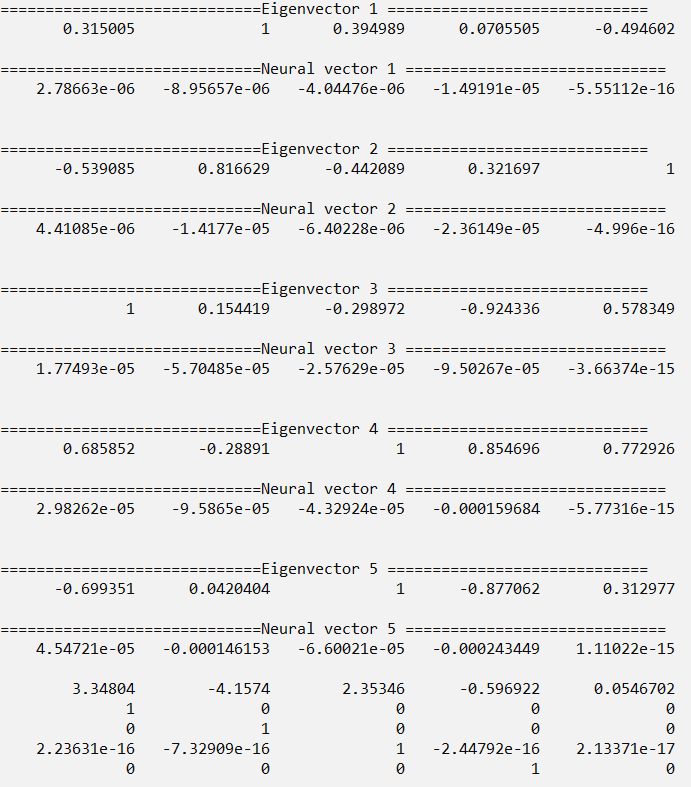 =============================Eigenvector 1 =============================
0.315005 1 0.394989 0.0705505 -0.494602
=============================Neural vector 1 =============================
2.78663e-06 -8.95657e-06 -4.04476e-06 -1.49191e-05 -5.55112e-16
=============================Eigenvector 2 =============================
-0.539085 0.816629 -0.442089 0.321697 1
=============================Neural vector 2 =============================
4.41085e-06 -1.4177e-05 -6.40228e-06 -2.36149e-05 -4.996e-16
=============================Eigenvector 3 =============================
1 0.154419 -0.298972 -0.924336 0.578349
=============================Neural vector 3 =============================
1.77493e-05 -5.70485e-05 -2.57629e-05 -9.50267e-05 -3.66374e-15
=============================Eigenvector 4 =============================
0.685852 -0.28891 1 0.854696 0.772926
=============================Neural vector 4 =============================
2.98262e-05 -9.5865e-05 -4.32924e-05 -0.000159684 -5.77316e-15
=============================Eigenvector 5 =============================
-0.699351 0.0420404 1 -0.877062 0.312977
=============================Neural vector 5 =============================
4.54721e-05 -0.000146153 -6.60021e-05 -0.000243449 1.11022e-15
3.34804 -4.1574 2.35346 -0.596922 0.0546702
1 0 0 0 0
0 1 0 0 0
2.23631e-16 -7.32909e-16 1 -2.44792e-16 2.13371e-17
0 0 0 1 0